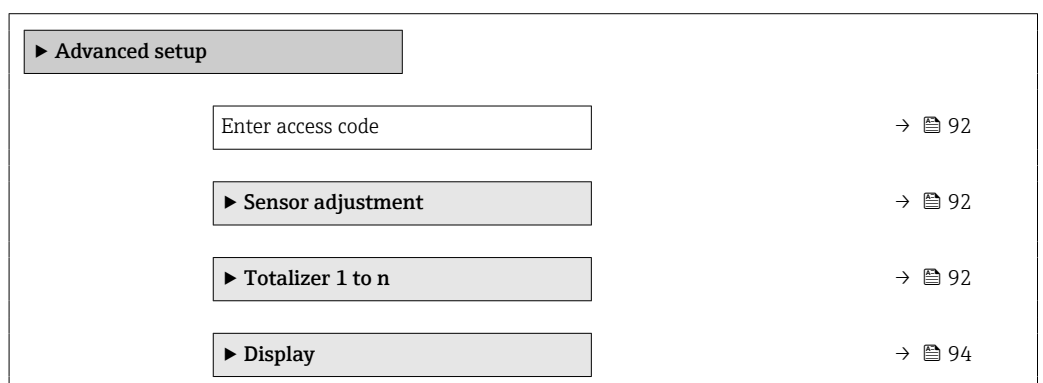 ▶ Advanced setup
Enter access code → 92
▶ Sensor adjustment → 92
▶ Totalizer 1 to n → 92
▶ Display → 94